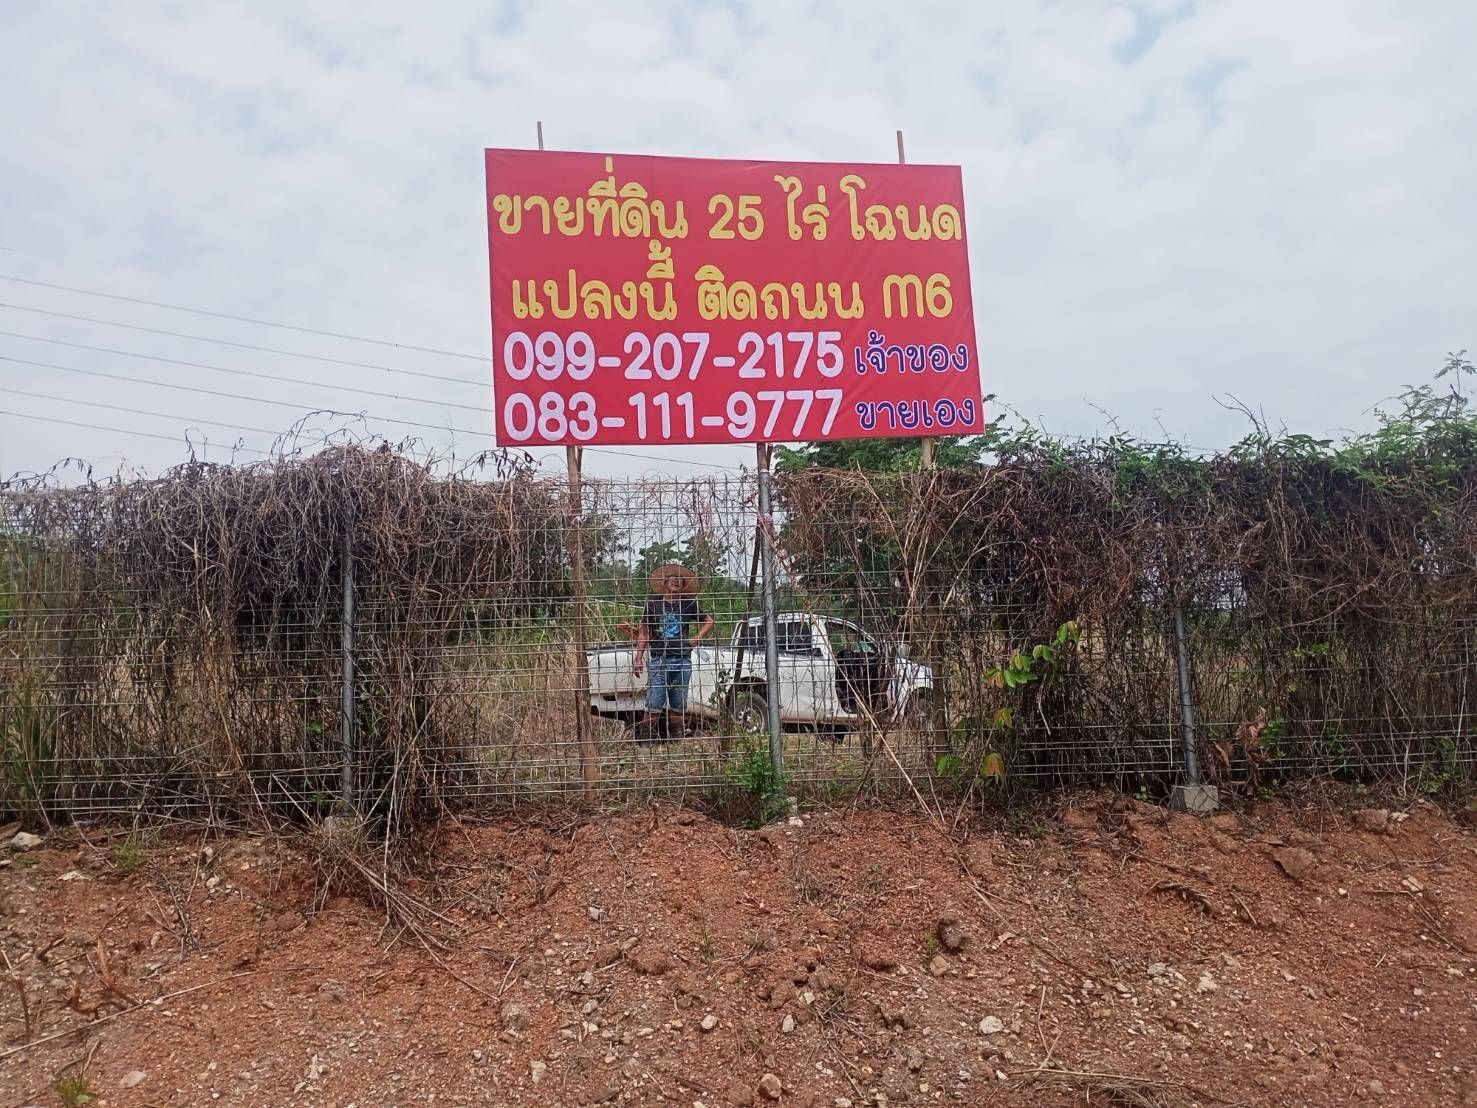 ขายที่ดิน 25 ไร่ โฉนด
แปลงนี้ ติดถนน M6
099-207-2175 เจ้าของ
083-111-9777 ขายเอง